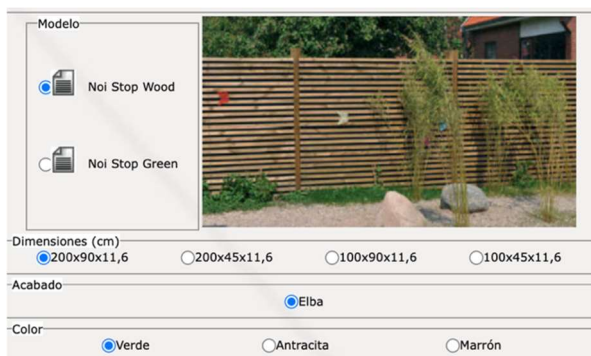 Modelo
Noi Stop Wood
Noi Stop Green
Dimensiones (cm)
200x90x11,6 200x45x11,6 100x90x11,6 100x45x11,6
Acabado
Elba
Color
Verde Antracita Marrón